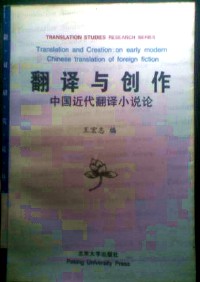 TRANSLATION STUDIES RESEARCH SERIES
Translation and Creation: on early modern
Chinese translation of foreign fiction
翻译与创作
中国近代翻译小说论
王宏志 编
北京大学出版社
Peking University Press